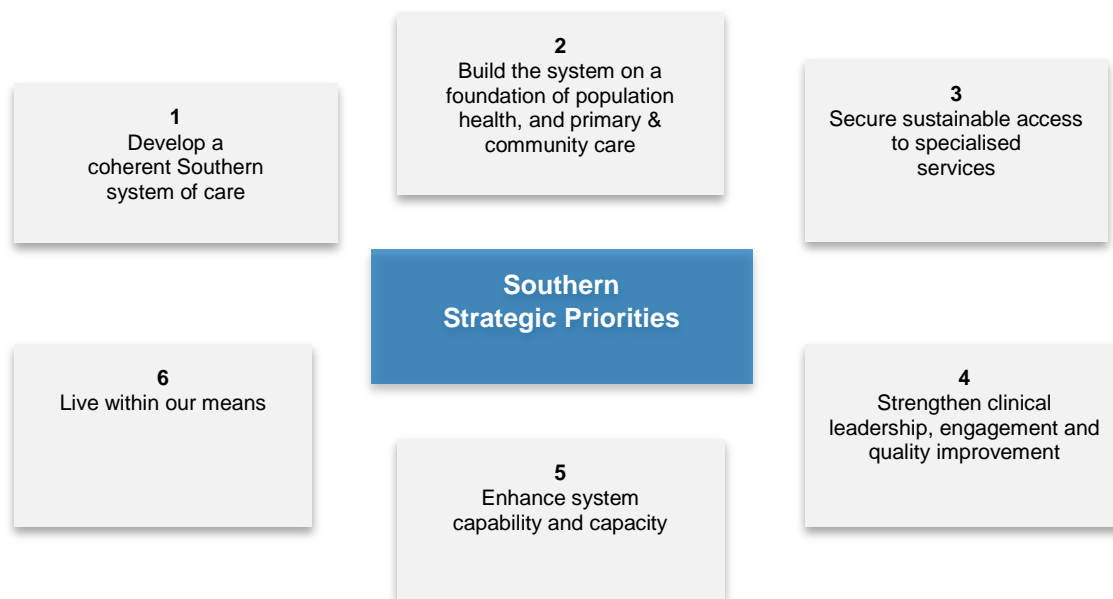 1
Develop a
coherent Southern
system of care
2
Build the system on a
foundation of population
health, and primary &
community care
3
Secure sustainable access
to specialised
services
Southern
Strategic Priorities
4
Strengthen clinical
leadership, engagement and
quality improvement
5
Enhance system
capability and capacity
6
Live within our means